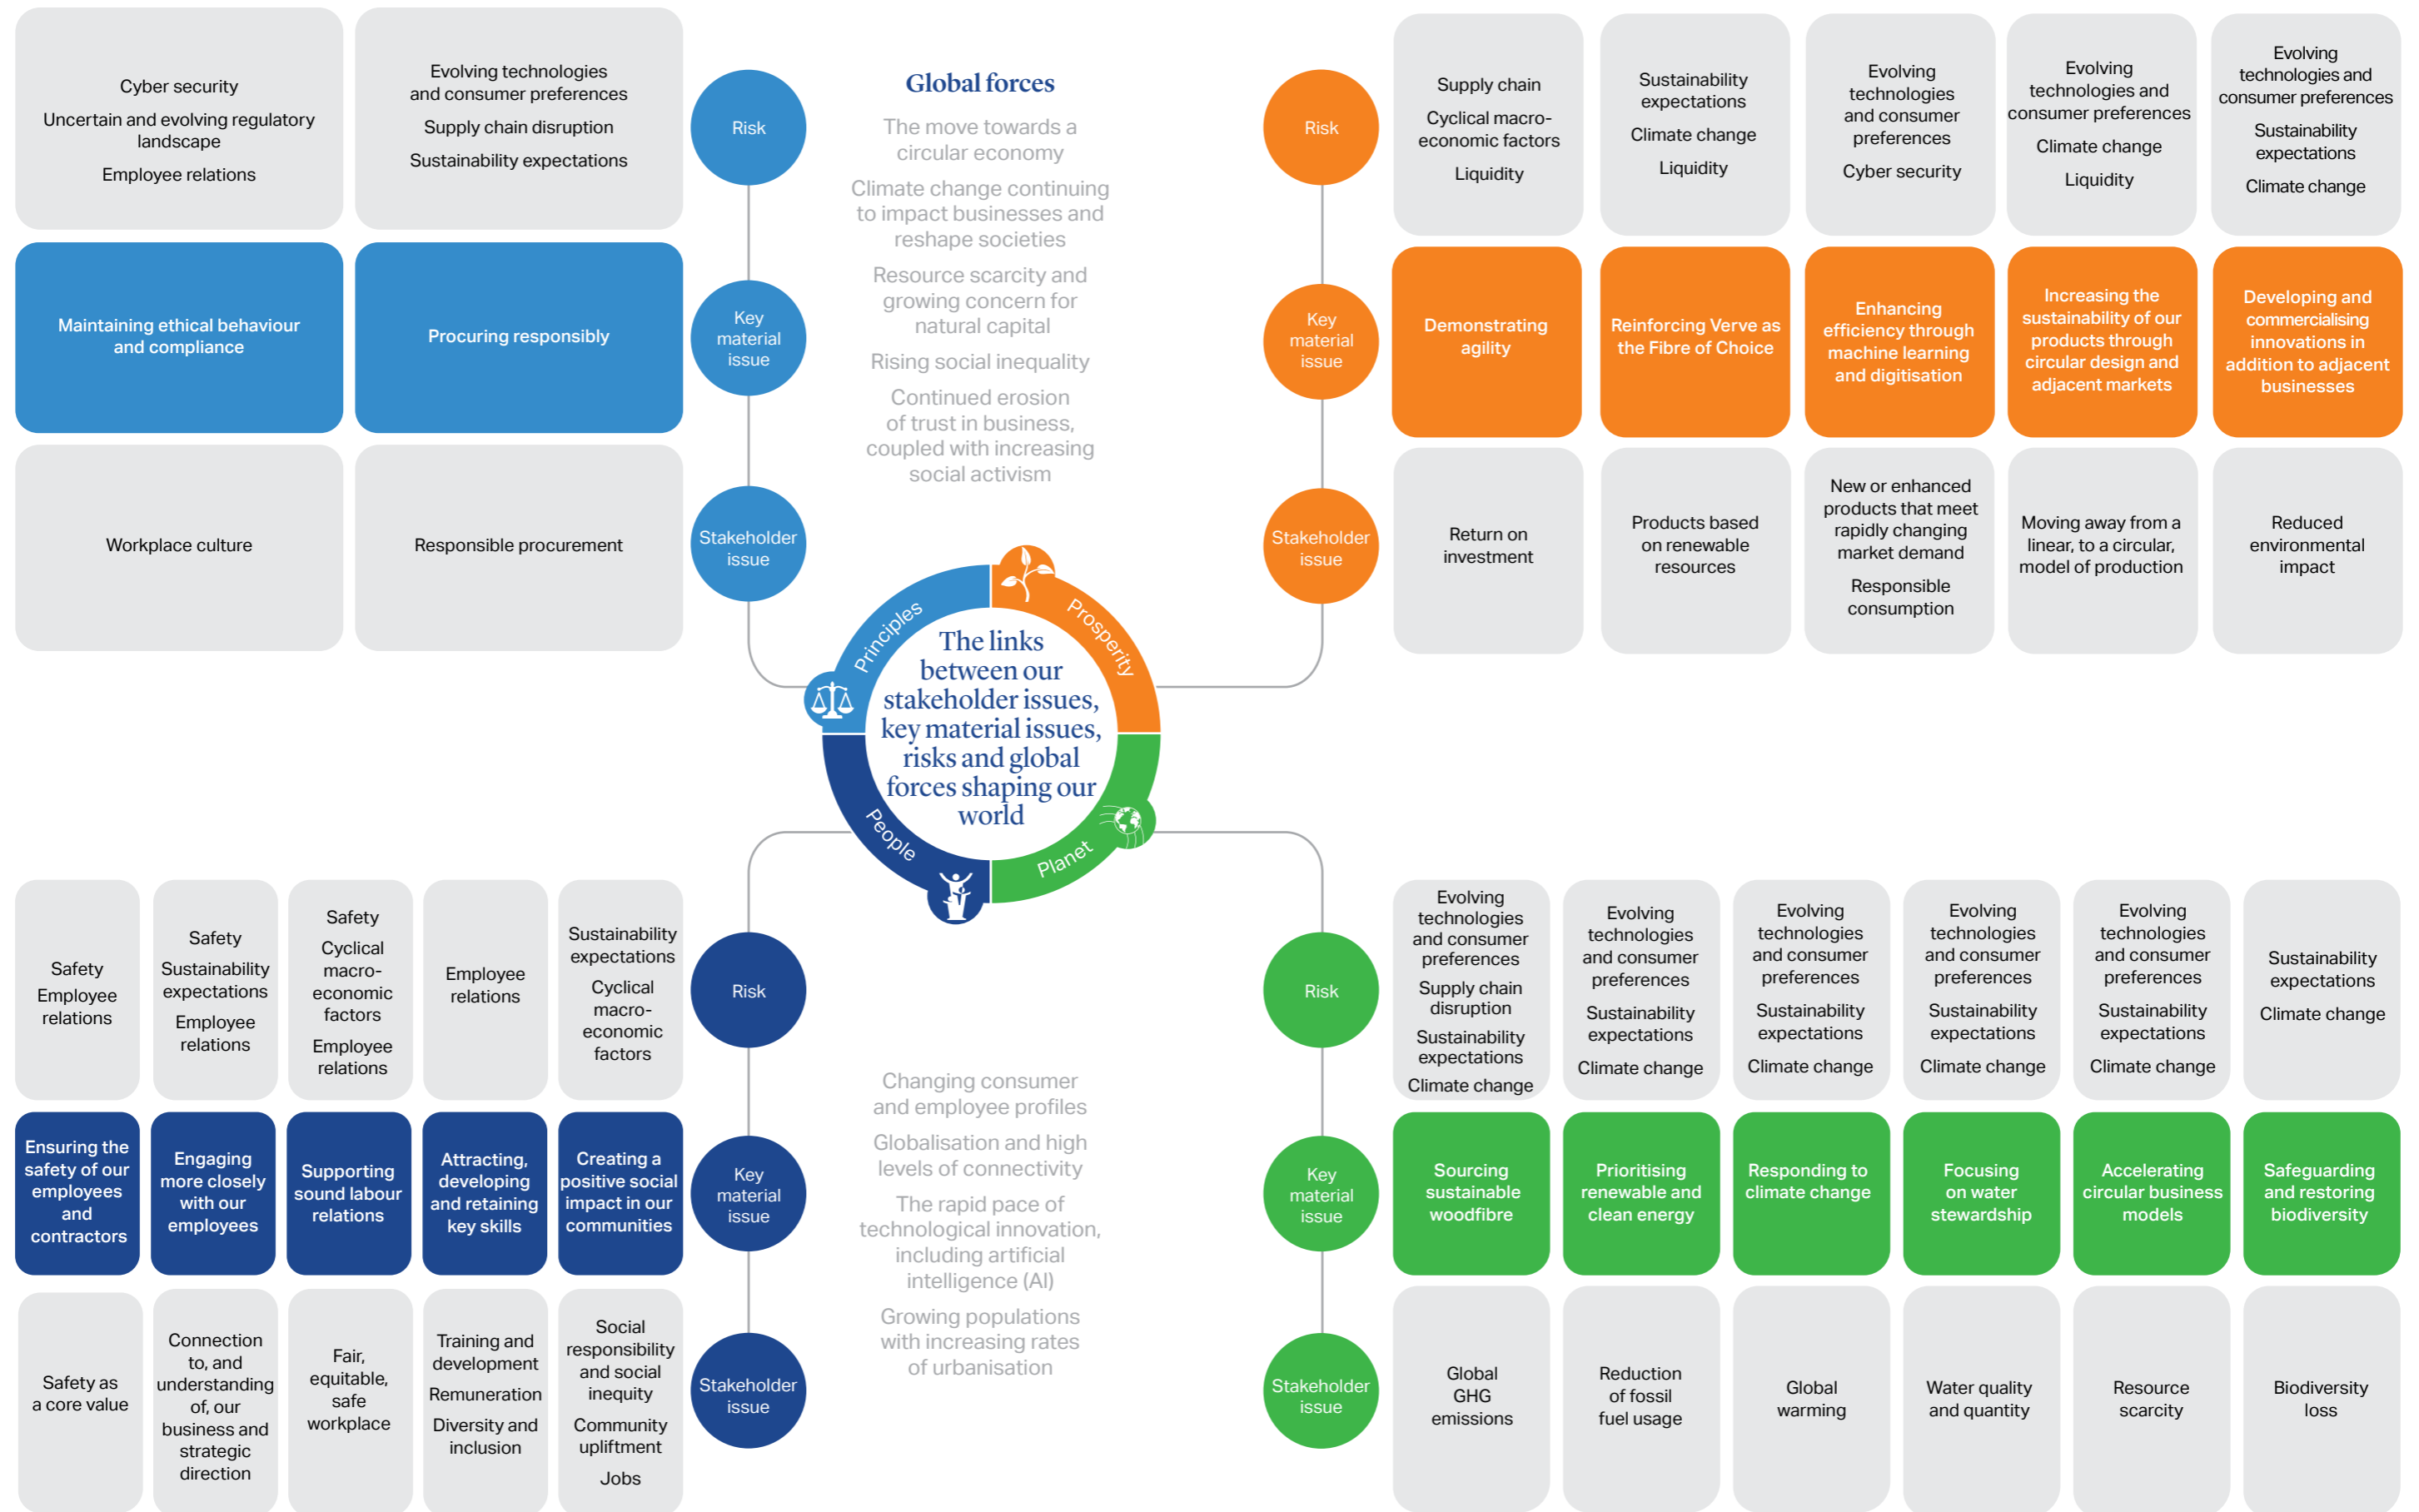 Cyber security
Uncertain and evolving regulatory
landscape
Employee relations
Evolving technologies
and consumer preferences
Supply chain disruption
Sustainability expectations
Risk
Maintaining ethical behaviour
and compliance
Procuring responsibly
Key
material
issue
Workplace culture
Responsible procurement
Stakeholder
issue
Global forces
The move towards a
circular economy
Climate change continuing
to impact businesses and
reshape societies
Resource scarcity and
growing concern for
natural capital
Rising social inequality
Continued erosion
of trust in business,
coupled with increasing
social activism
Risk
Supply chain
Cyclical macro-
economic factors
Liquidity
Sustainability
expectations
Climate change
Liquidity
Evolving
technologies
and consumer
preferences
Cyber security
Evolving
technologies and
consumer preferences
Climate change
Liquidity
Evolving
technologies and
consumer preferences
Sustainability
expectations
Climate change
Key
material
issue
Demonstrating
agility
Reinforcing Verve as
the Fibre of Choice
Enhancing
efficiency through
machine learning
and digitisation
Increasing the
sustainability of our
products through
circular design and
adjacent markets
Developing and
commercialising
innovations in
addition to adjacent
businesses
Stakeholder
issue
Return on
investment
Products based
on renewable
resources
New or enhanced
products that meet
rapidly changing
market demand
Responsible
consumption
Moving away from a
linear, to a circular,
model of production
Reduced
environmental
impact
Principles
Prosperity
The links
between our
stakeholder issues,
key material issues,
risks and global
forces shaping our
world
People
Planet
Safety
Employee
relations
Safety
Sustainability
expectations
Employee
relations
Safety
Cyclical
macro-
economic
factors
Employee
relations
Employee
relations
Sustainability
expectations
Cyclical
macro-
economic
factors
Risk
Ensuring the
safety of our
employees
and
contractors
Engaging
more closely
with our
employees
Supporting
sound labour
relations
Attracting,
developing
and retaining
key skills
Creating a
positive social
impact in our
communities
Key
material
issue
Safety as
a core value
Connection
to, and
understanding
of, our
business and
strategic
direction
Fair,
equitable,
safe
workplace
Training and
development
Remuneration
Diversity and
inclusion
Social
responsibility
and social
inequity
Community
upliftment
Jobs
Stakeholder
issue
Changing consumer
and employee profiles
Globalisation and high
levels of connectivity
The rapid pace of
technological innovation,
including artificial
intelligence (AI)
Growing populations
with increasing rates
of urbanisation
Risk
Evolving
technologies
and consumer
preferences
Supply chain
disruption
Sustainability
expectations
Climate change
Evolving
technologies
and consumer
preferences
Sustainability
expectations
Climate change
Evolving
technologies
and consumer
preferences
Sustainability
expectations
Climate change
Evolving
technologies
and consumer
preferences
Sustainability
expectations
Climate change
Evolving
technologies
and consumer
preferences
Sustainability
expectations
Climate change
Sustainability
expectations
Climate change
Key
material
issue
Sourcing
sustainable
woodfibre
Prioritising
renewable and
clean energy
Responding to
climate change
Focusing
on water
stewardship
Accelerating
circular business
models
Safeguarding
and restoring
biodiversity
Stakeholder
issue
Global
GHG
emissions
Reduction
of fossil
fuel usage
Global
warming
Water quality
and quantity
Resource
scarcity
Biodiversity
loss